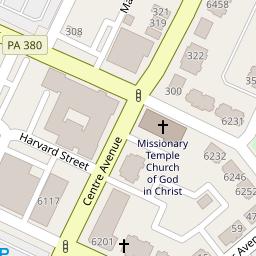 6458
321
319
308
Ma
PA 380
322
300
6231
Missionary
Temple
Church
of God
in Christ
Harvard Street
Centre Avenue
6232
6246
6252
6117
6201
P